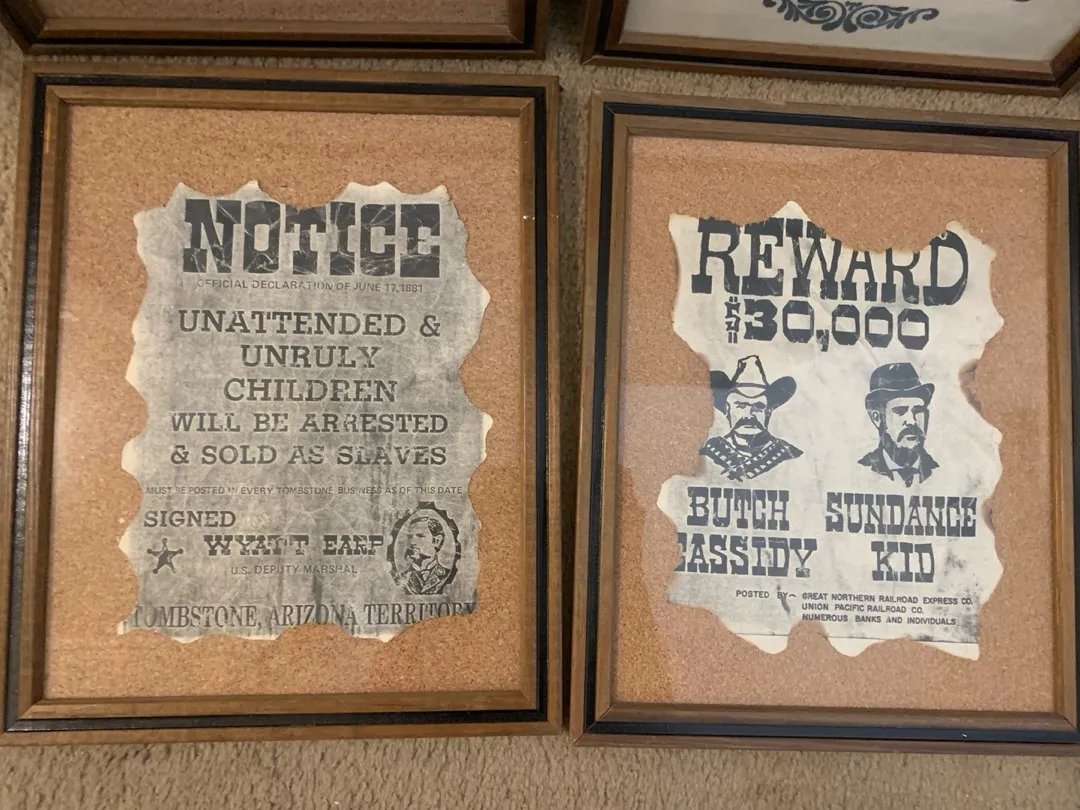 NOTICE
OFFICIAL DECLARATION OF JUNE 17, 1881
UNATTENDED &
UNRULY
CHILDREN
WILL BE ARRESTED
& SOLD AS SLAVES
MUST BE POSTED IN EVERY TOMBSTONE BUSINESS AS OF THIS DATE
SIGNED
WYATT EARP
U.S. DEPUTY MARSHAL
TOMBSTONE, ARIZONA TERRITORY
REWARD
$30,000
BUTCH
CASSIDY
SUNDANCE
KID
POSTED BY~ GREAT NORTHERN RAILROAD EXPRESS CO.
UNION PACIFIC RAILROAD CO.
NUMEROUS BANKS AND INDIVIDUALS